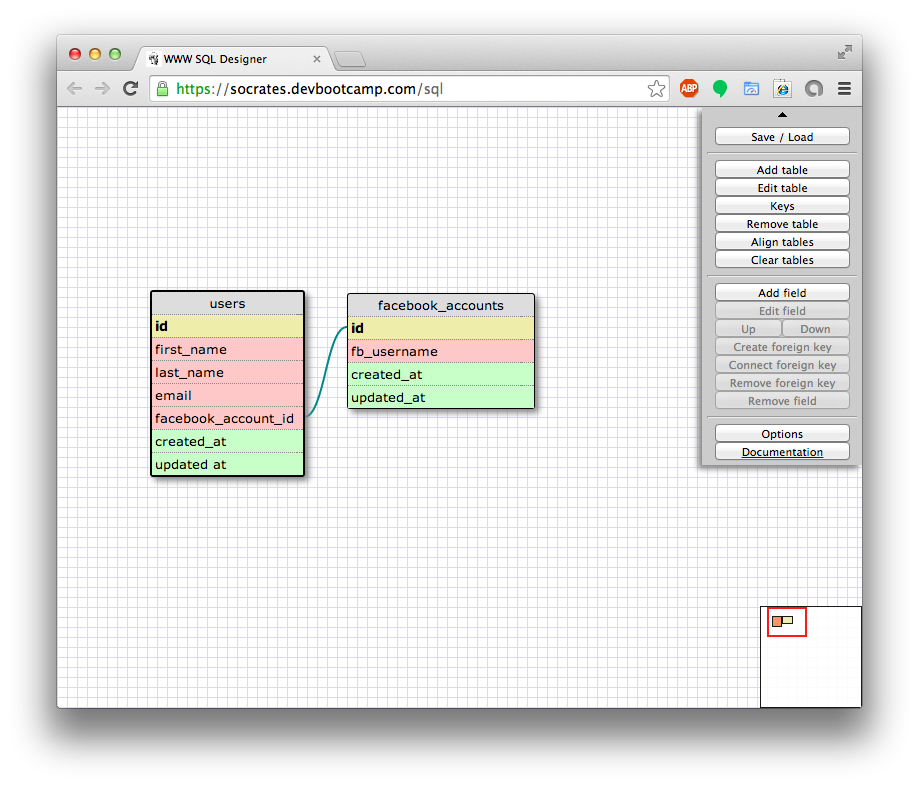 WWW SQL Designer
https://socrates.devbootcamp.com/sql
ABP
Save / Load
Add table
Edit table
Keys
Remove table
Align tables
Clear tables
Add field
Edit field
Up Down
Create foreign key
Connect foreign key
Remove foreign key
Remove field
Options
Documentation
users
id
first_name
last_name
email
facebook_account_id
created_at
updated at
facebook_accounts
id
fb_username
created_at
updated_at